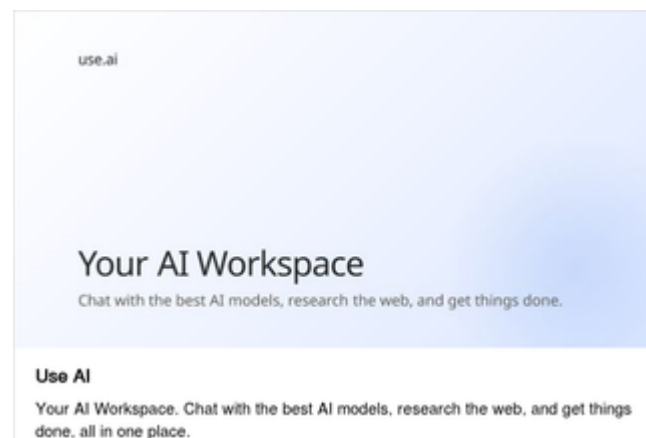 use.ai
Your AI Workspace
Chat with the best AI models, research the web, and get things done.
Use AI
Your AI Workspace. Chat with the best AI models, research the web, and get things
done, all in one place.